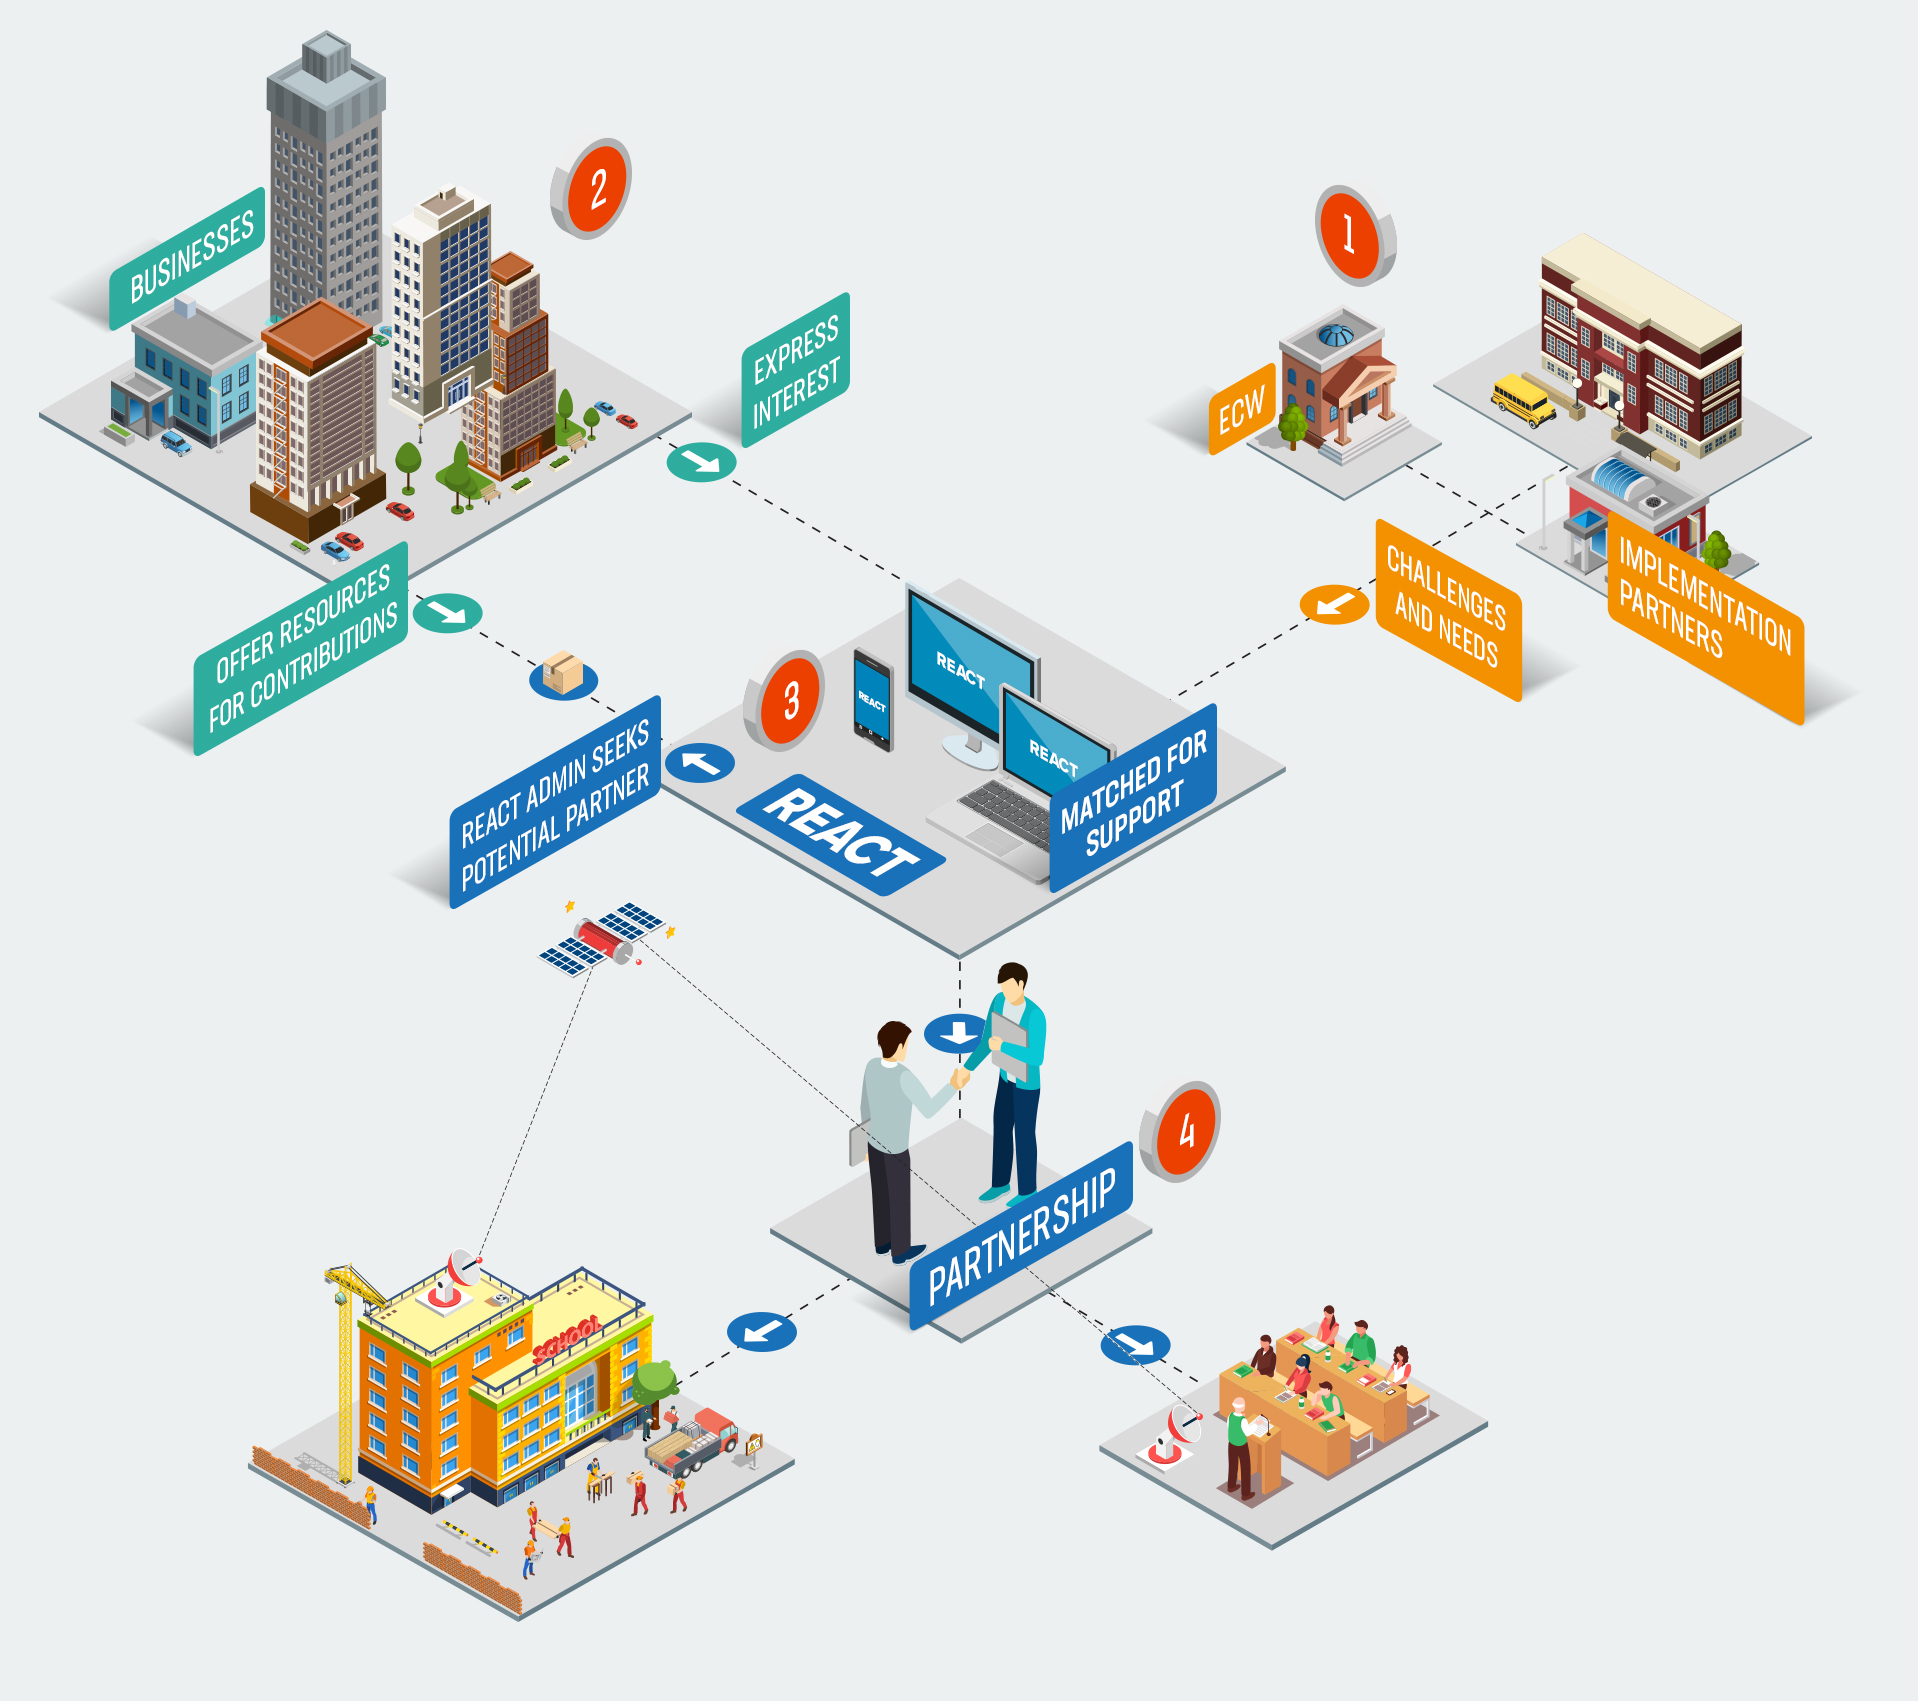 2
1
BUSINESSES
EXPRESS
INTEREST
ECW
IMPLEMENTATION
PARTNERS
CHALLENGES
AND NEEDS
OFFER RESOURCES
FOR CONTRIBUTIONS
3
REACT
REACT
REACT
REACT
MATCHED FOR
SUPPORT
REACT ADMIN SEEKS
POTENTIAL PARTNER
4
PARTNERSHIP
SCHOOL